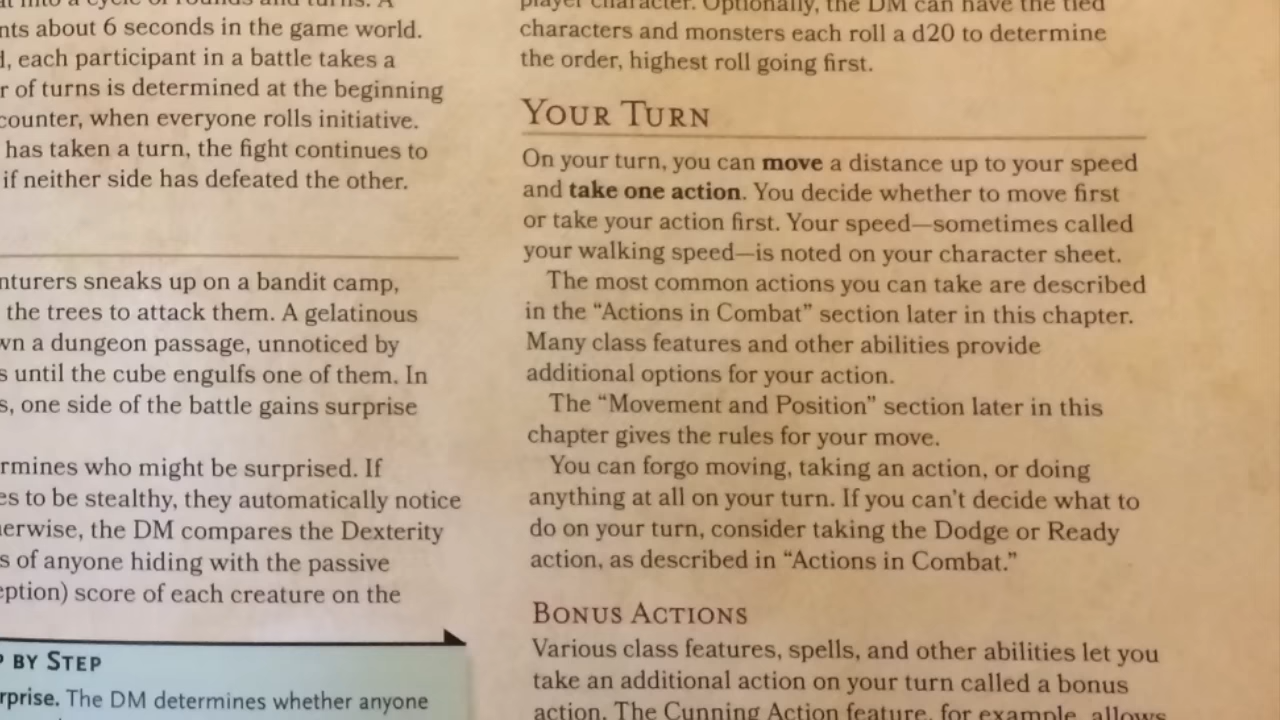 nts about 6 seconds in the game world.
, each participant in a battle takes a
r of turns is determined at the beginning
counter, when everyone rolls initiative.
has taken a turn, the fight continues to
if neither side has defeated the other.
nturers sneaks up on a bandit camp,
the trees to attack them. A gelatinous
wn a dungeon passage, unnoticed by
s until the cube engulfs one of them. In
s, one side of the battle gains surprise
rmines who might be surprised. If
es to be stealthy, they automatically notice
erwise, the DM compares the Dexterity
s of anyone hiding with the passive
eption) score of each creature on the
BY STEP
rprise. The DM determines whether anyone
player character. Optionally, the DM can have the tied
characters and monsters each roll a d20 to determine
the order, highest roll going first.
YOUR TURN
On your turn, you can move a distance up to your speed
and take one action. You decide whether to move first
or take your action first. Your speed—sometimes called
your walking speed—is noted on your character sheet.
The most common actions you can take are described
in the “Actions in Combat” section later in this chapter.
Many class features and other abilities provide
additional options for your action.
The “Movement and Position” section later in this
chapter gives the rules for your move.
You can forgo moving, taking an action, or doing
anything at all on your turn. If you can't decide what to
do on your turn, consider taking the Dodge or Ready
action, as described in “Actions in Combat.”
BONUS ACTIONS
Various class features, spells, and other abilities let you
take an additional action on your turn called a bonus
action. The Cunning Action feature, for example, allows